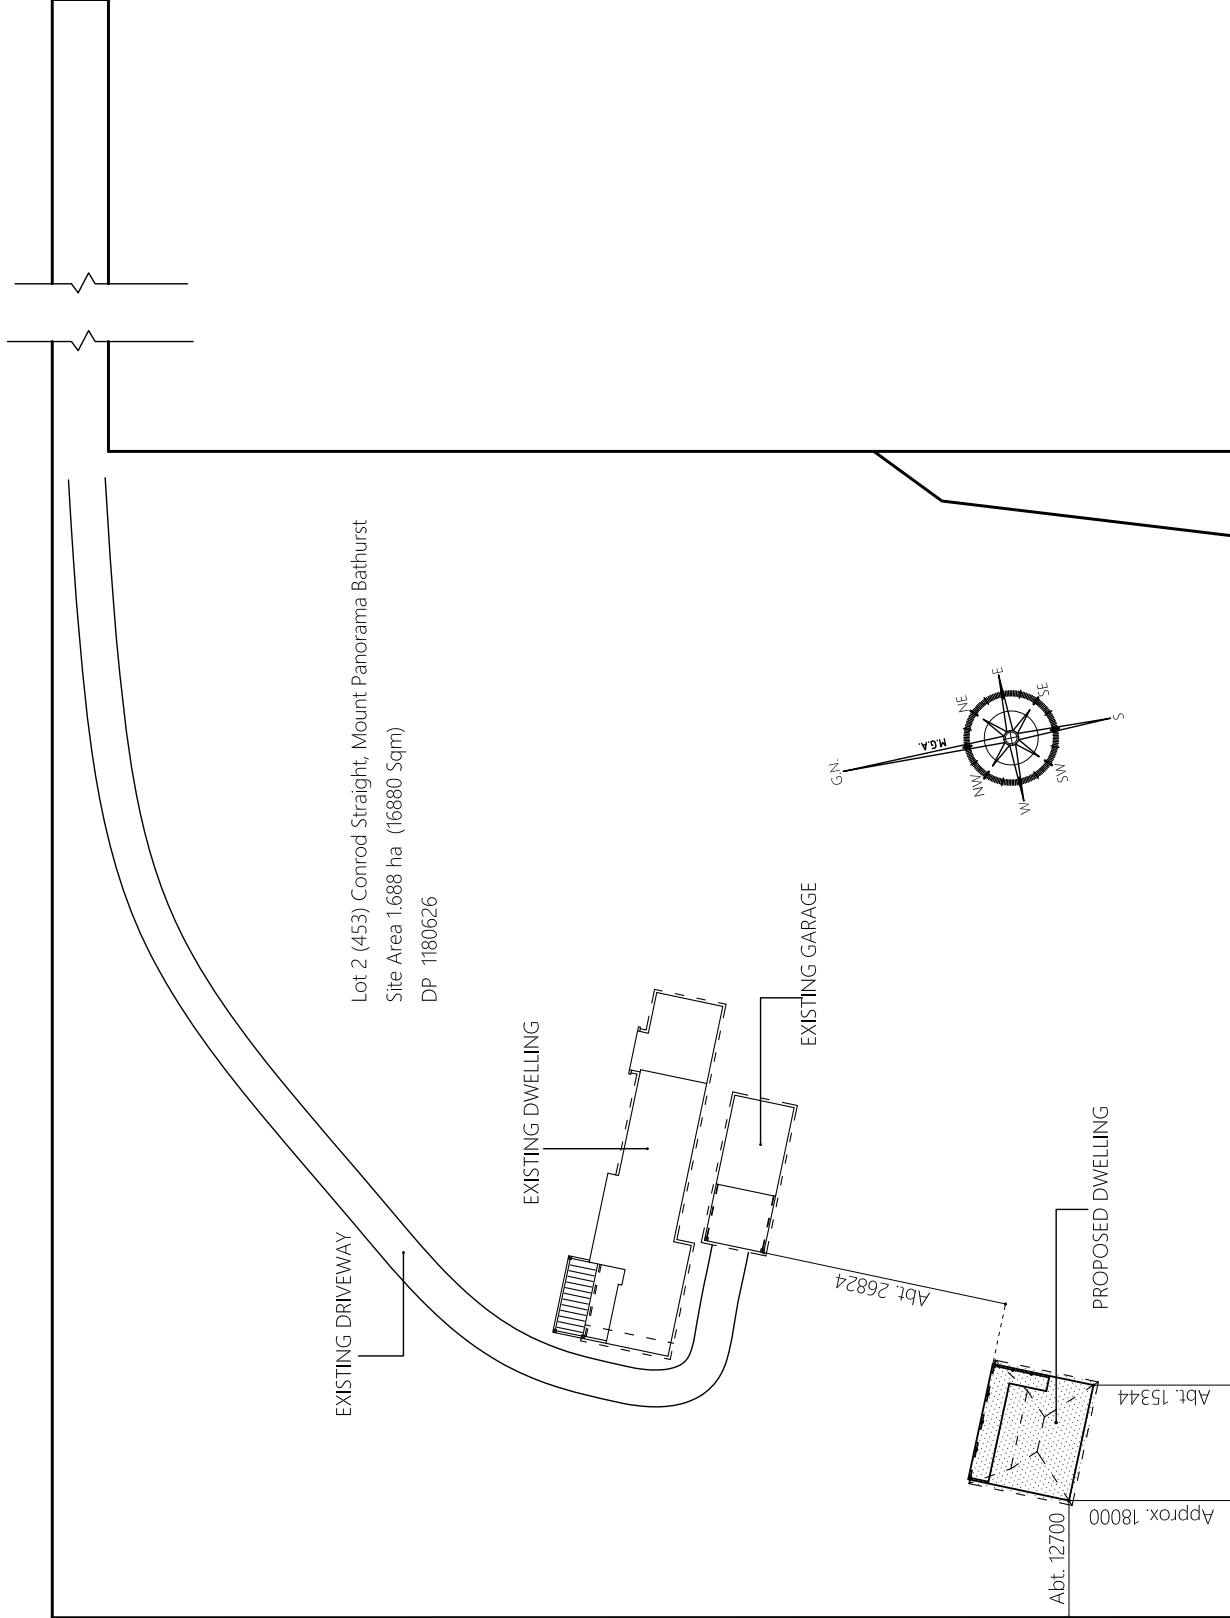 Lot 2 (453) Conrod Straight, Mount Panorama Bathurst
Site Area 1.688 ha (16880 Sqm)
DP 1180626
EXISTING DRIVEWAY
EXISTING DWELLING
EXISTING GARAGE
PROPOSED DWELLING
Abt. 26824
Abt. 15344
Approx. 18000
Abt. 12700
G.N.
M.G.A.
NE
E
SE
S
SW
W
NW